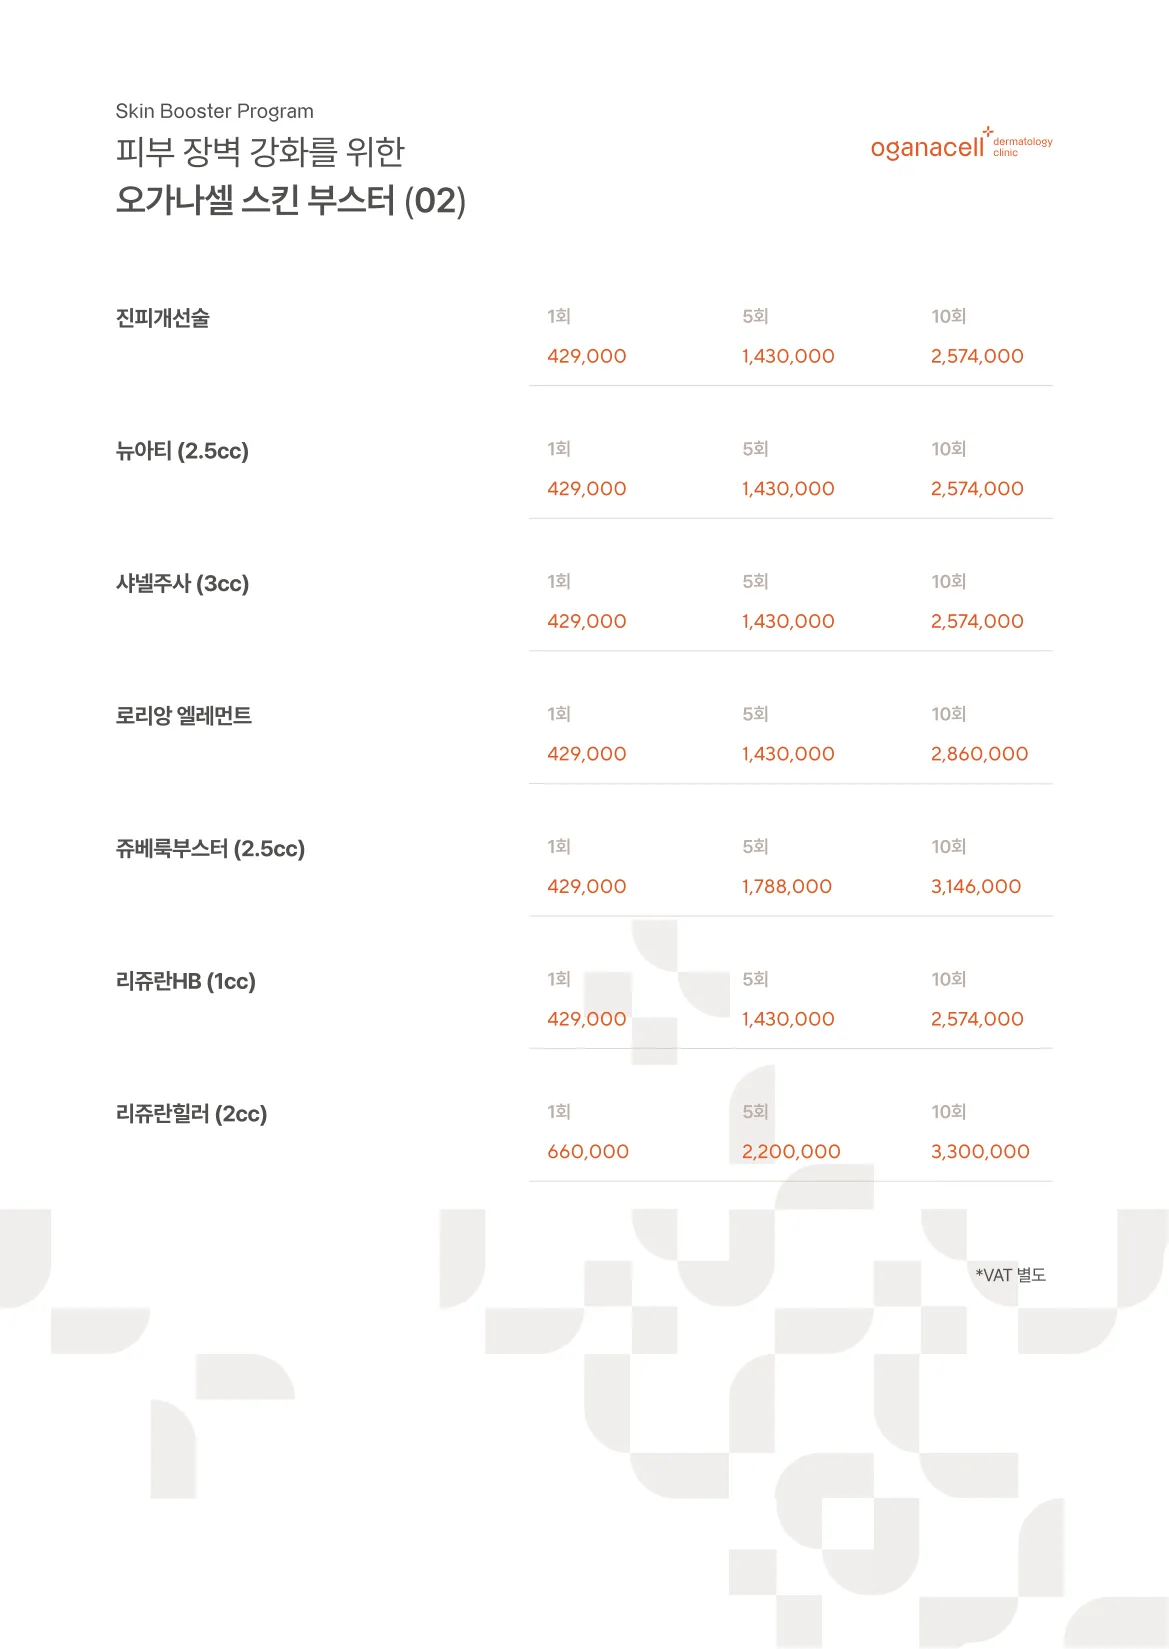 Skin Booster Program
피부 장벽 강화를 위한
오가나셀 스킨 부스터 (02)
oganacell dermatology clinic
진피개선술
1회 5회 10회
429,000 1,430,000 2,574,000
뉴아티 (2.5cc)
1회 5회 10회
429,000 1,430,000 2,574,000
샤넬주사 (3cc)
1회 5회 10회
429,000 1,430,000 2,574,000
로리앙 엘레먼트
1회 5회 10회
429,000 1,430,000 2,860,000
쥬베룩부스터 (2.5cc)
1회 5회 10회
429,000 1,788,000 3,146,000
리쥬란HB (1cc)
1회 5회 10회
429,000 1,430,000 2,574,000
리쥬란힐러 (2cc)
1회 5회 10회
660,000 2,200,000 3,300,000
*VAT 별도